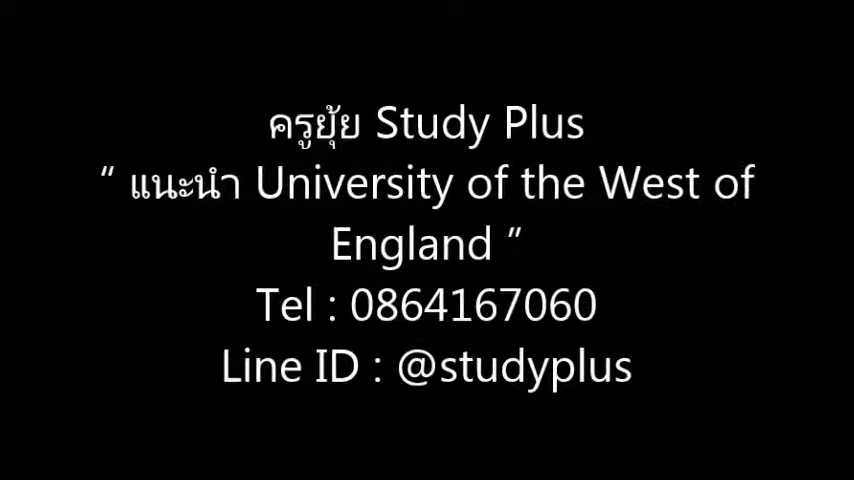 ครูยุ้ย Study Plus
“ แนะนำ University of the West of
England ”
Tel : 0864167060
Line ID : @studyplus